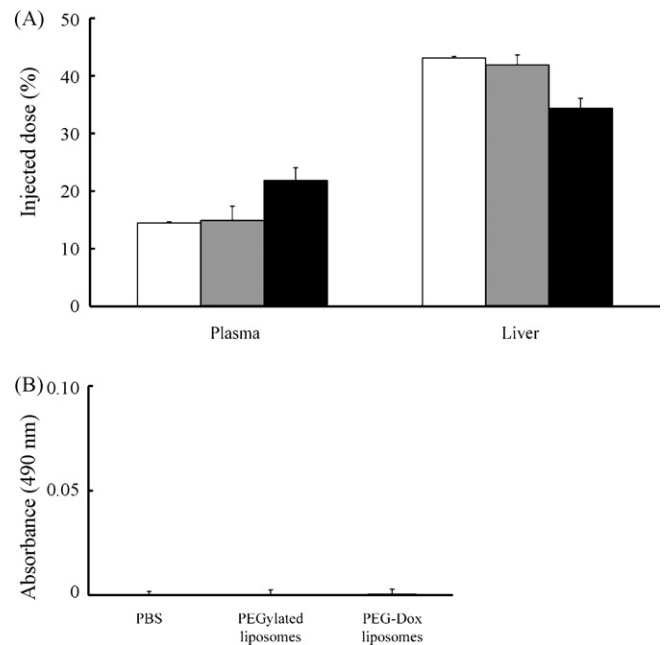 (A)
Injected dose (%)
50
40
30
20
10
0
Plasma Liver
(B)
Absorbance (490 nm)
0.10
0.05
0
PBS PEGylated liposomes PEG-Dox liposomes